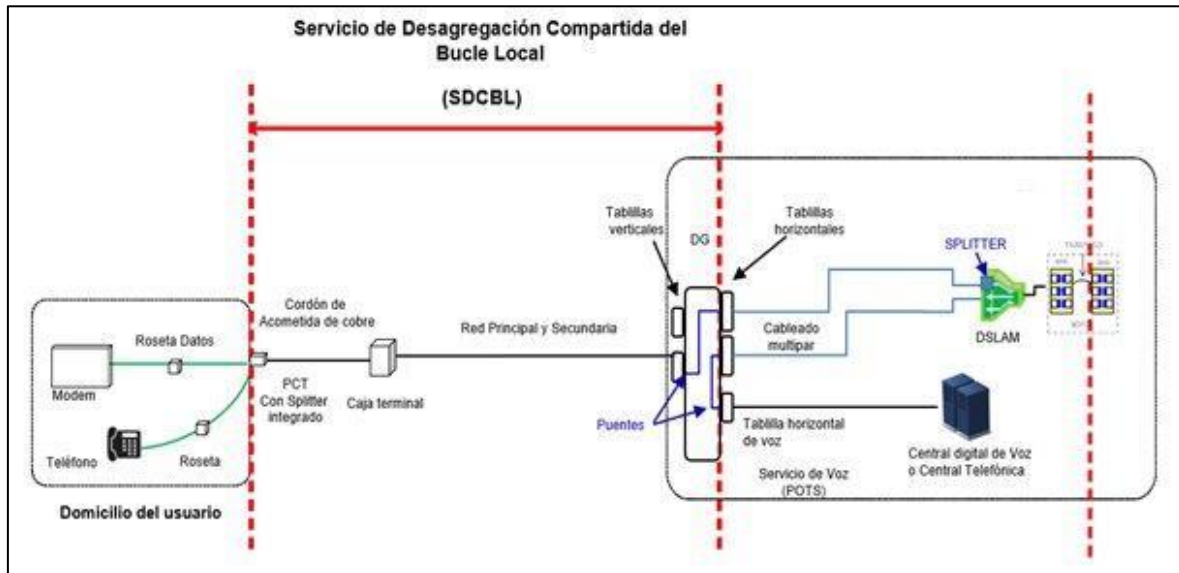 Servicio de Desagregación Compartida del
Bucle Local
(SDCBL)
Tablillas
verticales
Tablillas
horizontales
DG
SPLITTER
Cordón de
Acometida de cobre
Red Principal y Secundaria
Cableado
multipar
DSLAM
Roseta Datos
Modem
PCT
Con Splitter
integrado
Caja terminal
Puentes
Tablilla horizontal
de voz
Central digital de Voz
o Central Telefónica
Teléfono
Roseta
Servicio de Voz
(POTS)
Domicilio del usuario